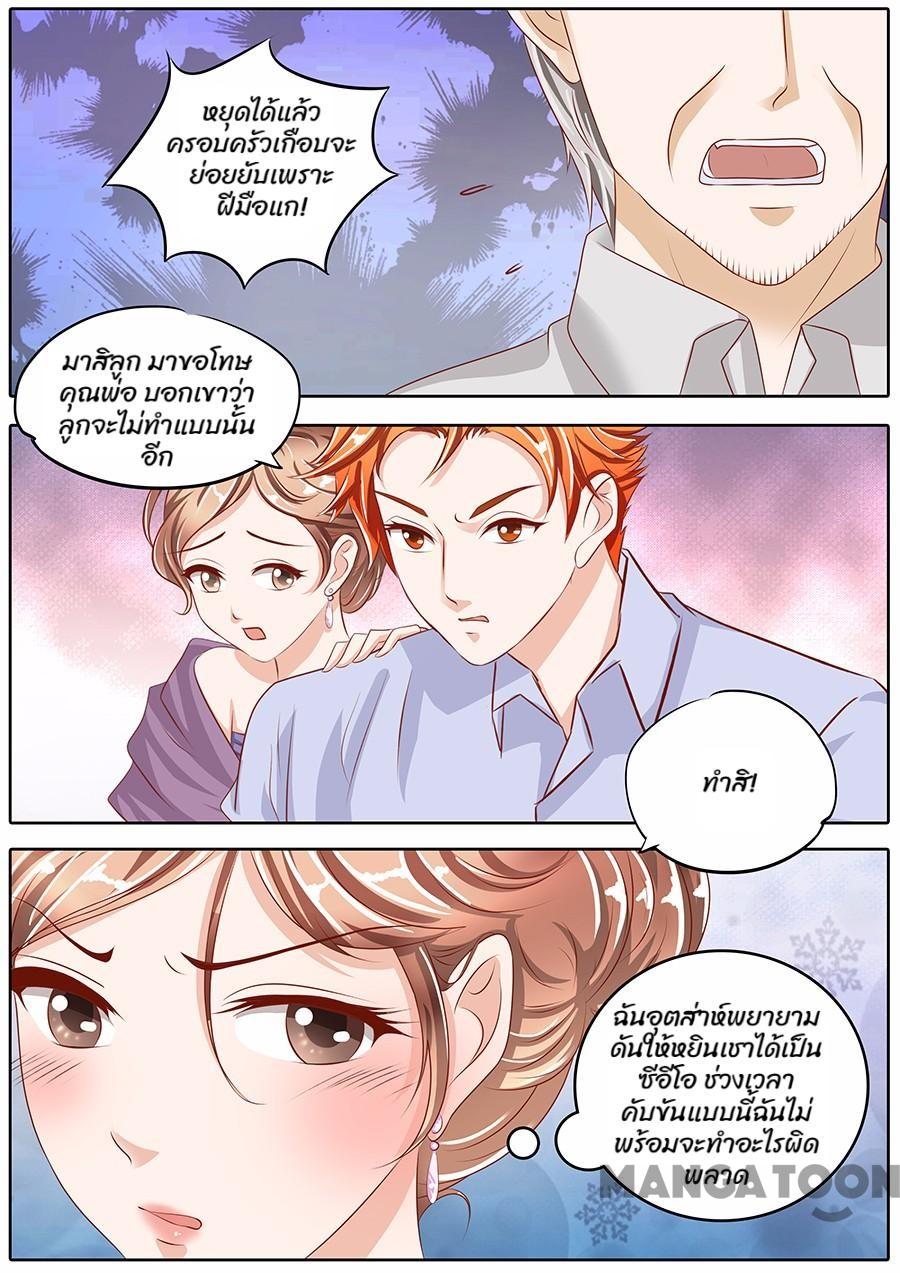 หยุดได้แล้ว
ครอบครัวเกือบจะ
ย่อยยับเพราะ
ฝีมือแก!
มาสิลูก มาขอโทษ
คุณพ่อ บอกเขาว่า
ลูกจะไม่ทำแบบนั้น
อีก
ทำสิ!
ฉันอุตส่าห์พยายาม
ดันให้หยินเชาได้เป็น
ซีอีโอ ช่วงเวลา
คับขันแบบนี้ฉันไม่
พร้อมจะทำอะไรผิด
พลาด
MANGATOON